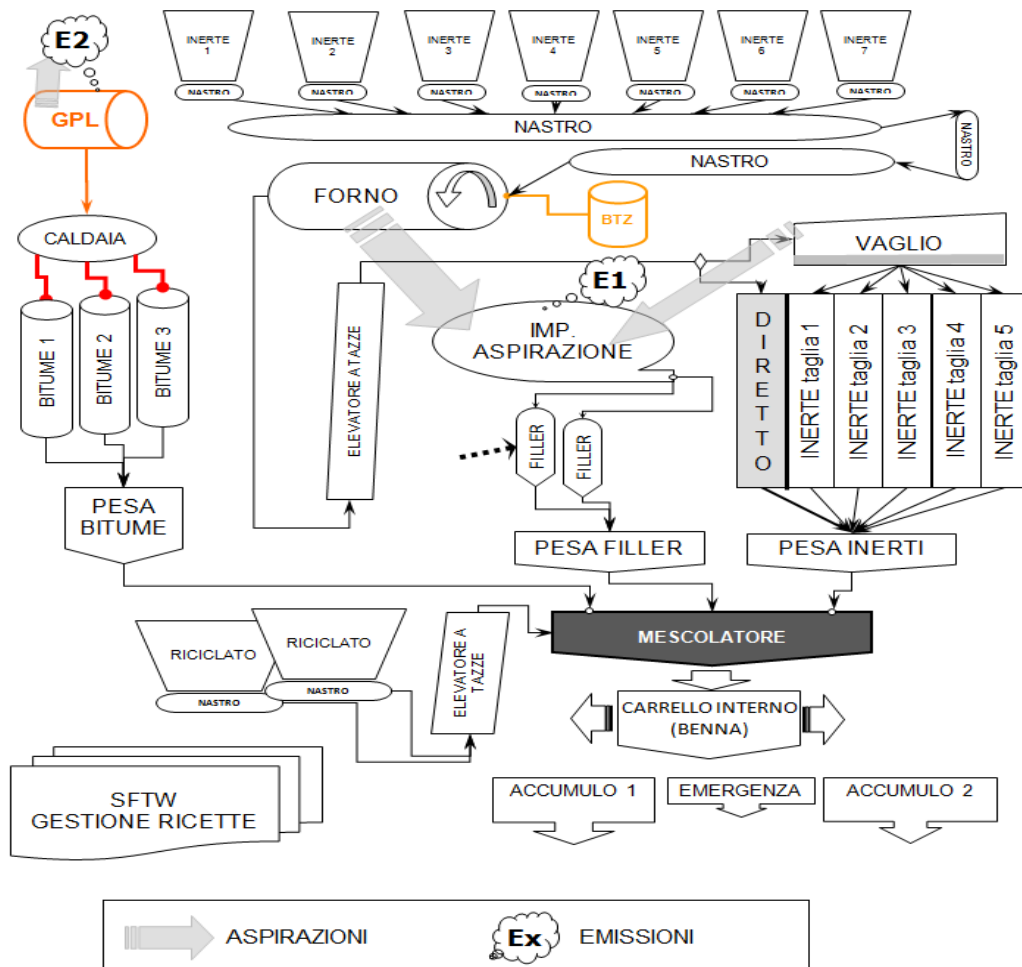 E2
INERTE
1
INERTE
2
INERTE
3
INERTE
4
INERTE
5
INERTE
6
INERTE
7
NASTRO
NASTRO
NASTRO
NASTRO
NASTRO
NASTRO
NASTRO
GPL
NASTRO
NASTRO
NASTRO
FORNO
BTZ
CALDAIA
VAGLIO
E1
IMP.
ASPIRAZIONE
BITUME 1
BITUME 2
BITUME 3
ELEVATORE A TAZZE
DIRETTO
INERTE taglia 1
INERTE taglia 2
INERTE taglia 3
INERTE taglia 4
INERTE taglia 5
FILLER
FILLER
PESA
BITUME
PESA FILLER
PESA INERTI
MESCOLATORE
RICICLATO
RICICLATO
NASTRO
NASTRO
ELEVATORE A
TAZZE
CARRELLO INTERNO
(BENNA)
SFTW
GESTIONE RICETTE
ACCUMULO 1
EMERGENZA
ACCUMULO 2
ASPIRAZIONI
Ex
EMISSIONI